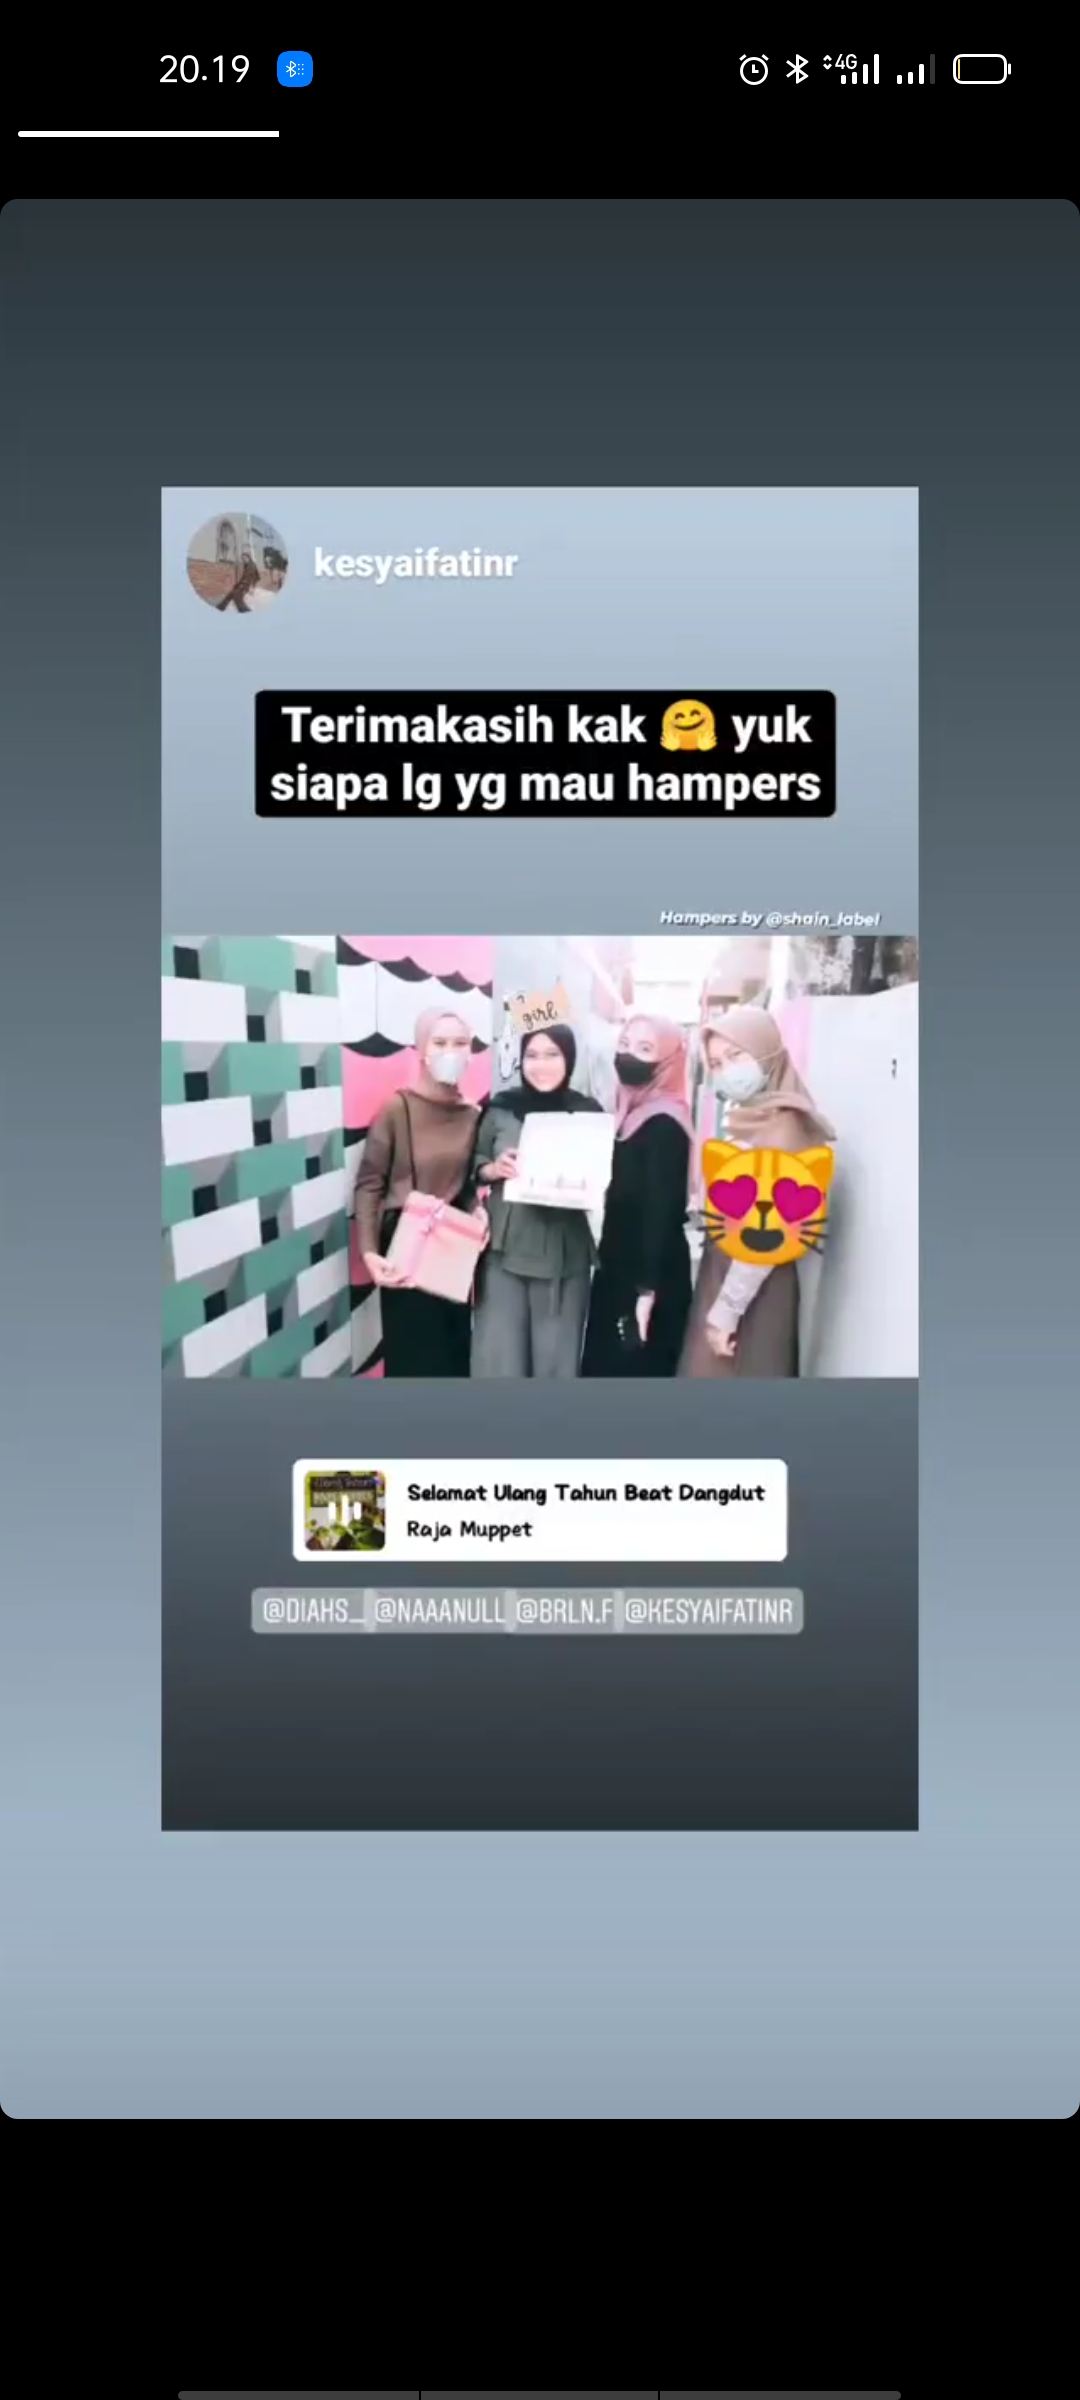 20.19
4G
kesyaifatinr
Terimakasih kak 🤗 yuk
siapa lg yg mau hampers
Hampers by @shain_label
girl
Selamat Ulang Tahun Beat Dangdut
Raja Muppet
@DIAHS_ @NAAANULL @BRLN.F @KESYAIFATINR